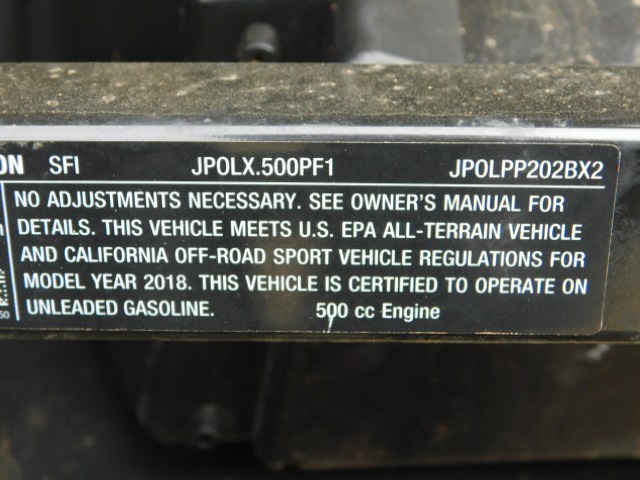 ON SFI JPOLX.500PF1 JPOLPP202BX2
NO ADJUSTMENTS NECESSARY. SEE OWNER'S MANUAL FOR
DETAILS. THIS VEHICLE MEETS U.S. EPA ALL-TERRAIN VEHICLE
AND CALIFORNIA OFF-ROAD SPORT VEHICLE REGULATIONS FOR
MODEL YEAR 2018. THIS VEHICLE IS CERTIFIED TO OPERATE ON
UNLEADED GASOLINE. 500 cc Engine
50